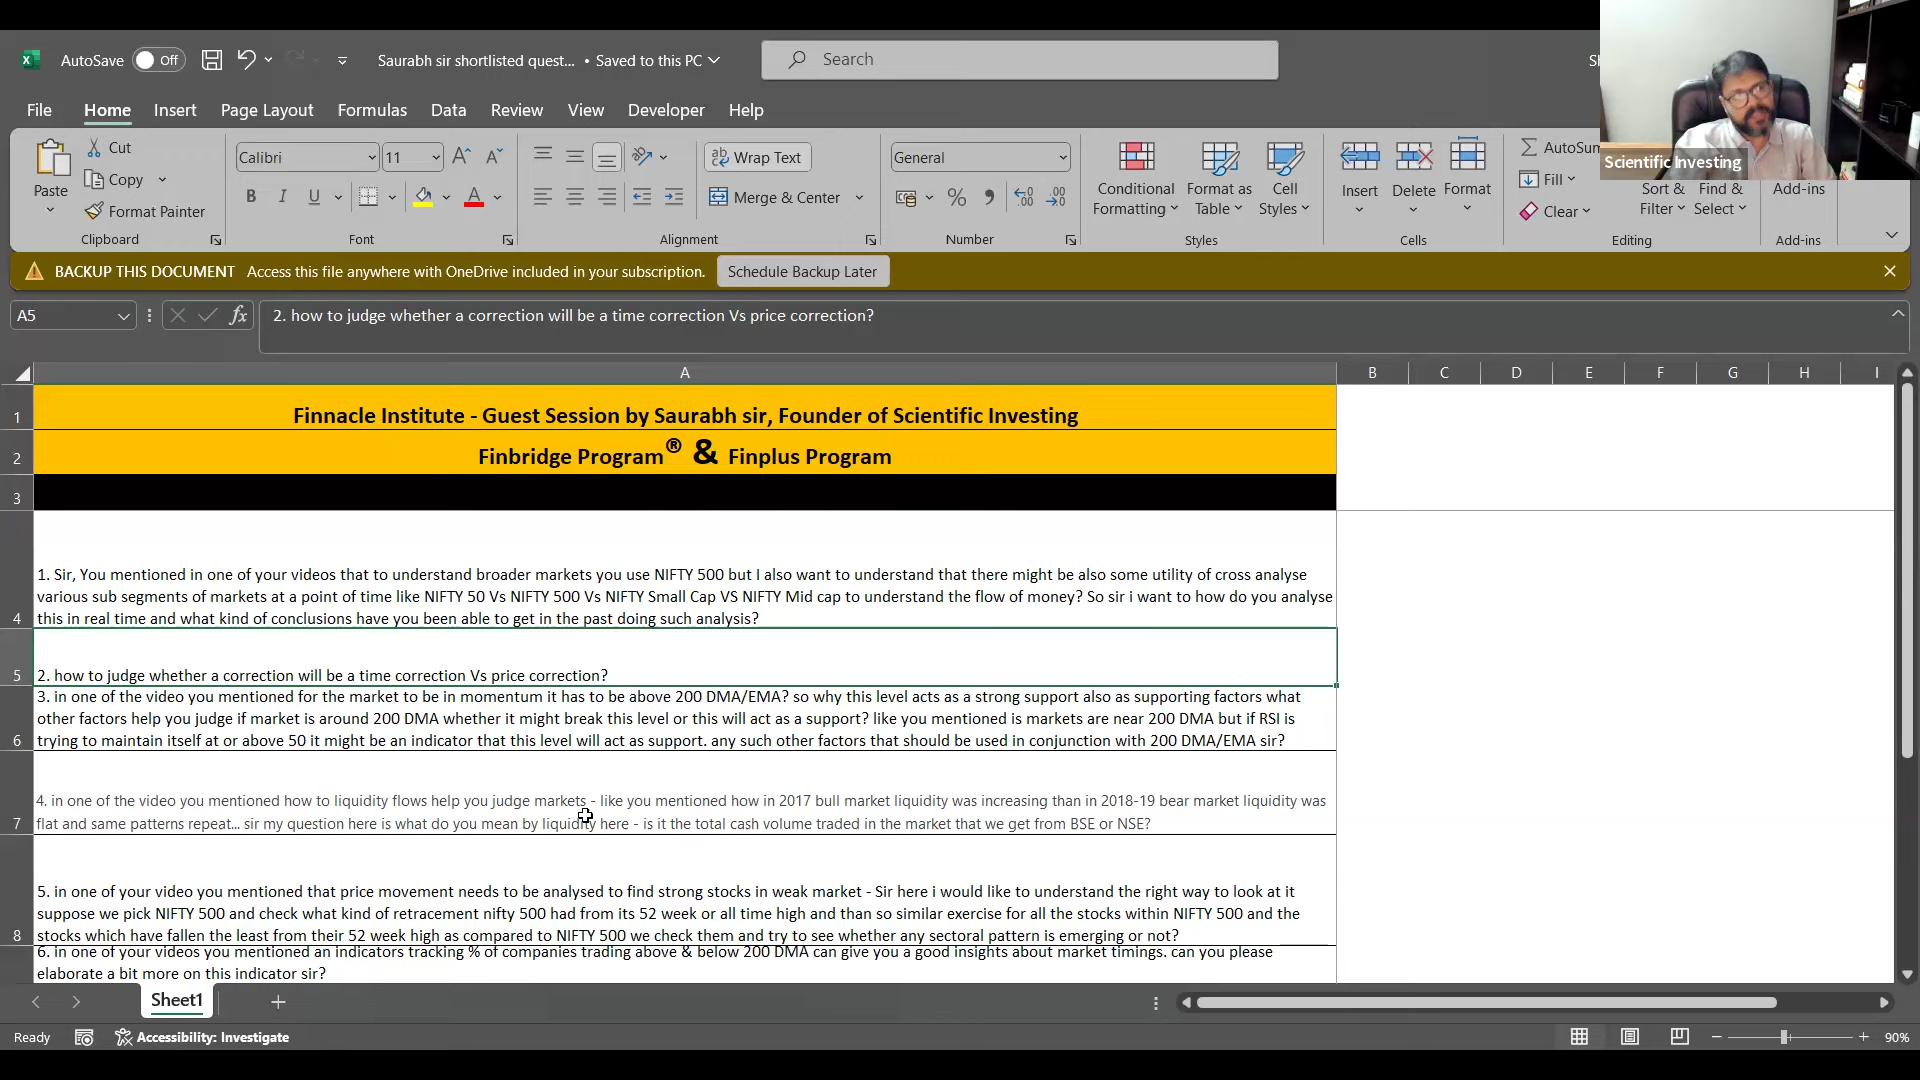 AutoSave Off Saurabh sir shortlisted quest... • Saved to this PC Search
File Home Insert Page Layout Formulas Data Review View Developer Help
Paste Cut Copy Format Painter Clipboard
Calibri 11 B I U A Font
ab Wrap Text Merge & Center Alignment
General % Number
Conditional Formatting Format as Table Cell Styles Styles
Insert Delete Format Cells
AutoSum Fill Clear Sort & Filter Find & Select Editing
Add-ins Add-ins
Scientific Investing
BACKUP THIS DOCUMENT Access this file anywhere with OneDrive included in your subscription. Schedule Backup Later
A5 fx 2. how to judge whether a correction will be a time correction Vs price correction?
A B C D E F G H I
1 Finnacle Institute - Guest Session by Saurabh sir, Founder of Scientific Investing
2 Finbridge Program® & Finplus Program
3
1. Sir, You mentioned in one of your videos that to understand broader markets you use NIFTY 500 but I also want to understand that there might be also some utility of cross analyse
various sub segments of markets at a point of time like NIFTY 50 Vs NIFTY 500 Vs NIFTY Small Cap VS NIFTY Mid cap to understand the flow of money? So sir i want to how do you analyse
4 this in real time and what kind of conclusions have you been able to get in the past doing such analysis?
5 2. how to judge whether a correction will be a time correction Vs price correction?
3. in one of the video you mentioned for the market to be in momentum it has to be above 200 DMA/EMA? so why this level acts as a strong support also as supporting factors what
other factors help you judge if market is around 200 DMA whether it might break this level or this will act as a support? like you mentioned is markets are near 200 DMA but if RSI is
6 trying to maintain itself at or above 50 it might be an indicator that this level will act as support. any such other factors that should be used in conjunction with 200 DMA/EMA sir?
4. in one of the video you mentioned how to liquidity flows help you judge markets - like you mentioned how in 2017 bull market liquidity was increasing than in 2018-19 bear market liquidity was
7 flat and same patterns repeat... sir my question here is what do you mean by liquidity here - is it the total cash volume traded in the market that we get from BSE or NSE?
5. in one of your video you mentioned that price movement needs to be analysed to find strong stocks in weak market - Sir here i would like to understand the right way to look at it
suppose we pick NIFTY 500 and check what kind of retracement nifty 500 had from its 52 week or all time high and than so similar exercise for all the stocks within NIFTY 500 and the
8 stocks which have fallen the least from their 52 week high as compared to NIFTY 500 we check them and try to see whether any sectoral pattern is emerging or not?
6. in one of your videos you mentioned an indicators tracking % of companies trading above & below 200 DMA can give you a good insights about market timings. can you please
elaborate a bit more on this indicator sir?
Sheet1
Ready Accessibility: Investigate 90%